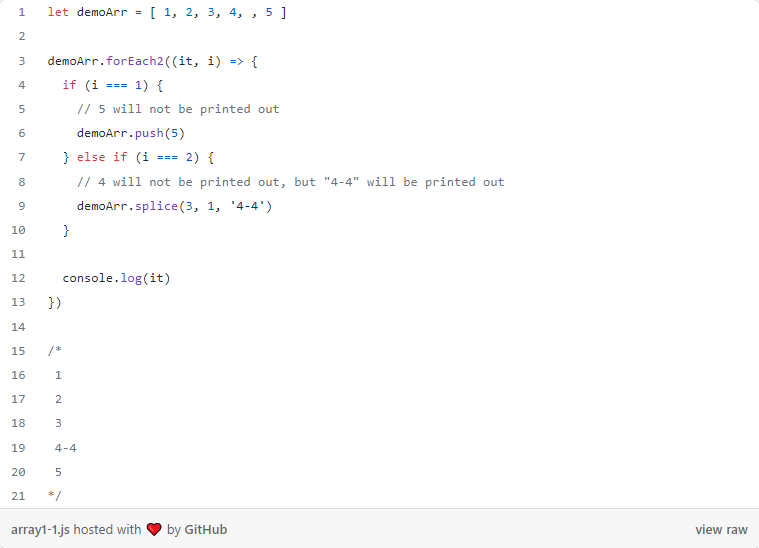 1 let demoArr = [ 1, 2, 3, 4, , 5 ]
2
3 demoArr.forEach2((it, i) => {
4   if (i === 1) {
5     // 5 will not be printed out
6     demoArr.push(5)
7   } else if (i === 2) {
8     // 4 will not be printed out, but "4-4" will be printed out
9     demoArr.splice(3, 1, '4-4')
10   }
11
12   console.log(it)
13 })
14
15 /*
16  1
17  2
18  3
19  4-4
20  5
21 */
array1-1.js hosted with ❤ by GitHub view raw